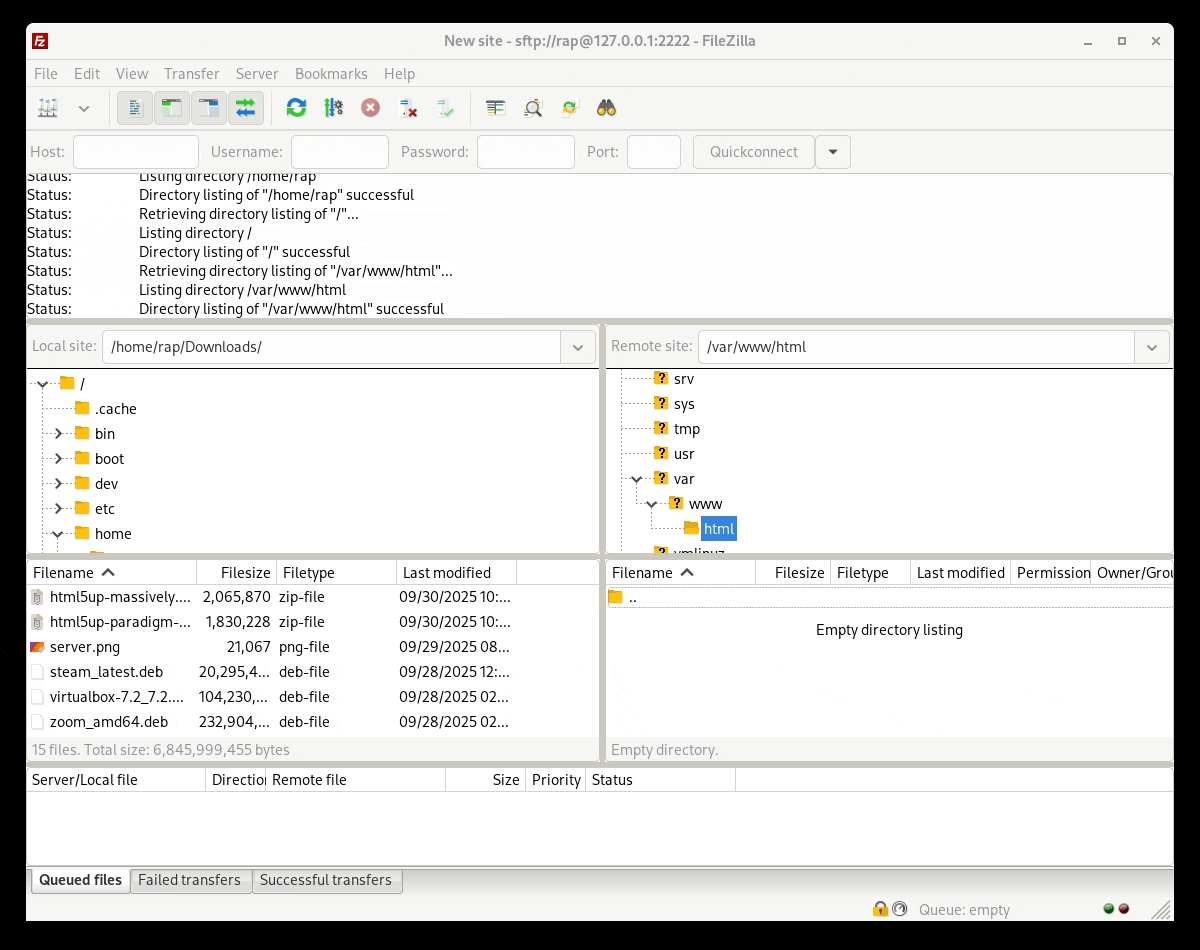 New site - sftp://rap@127.0.0.1:2222 - FileZilla
File Edit View Transfer Server Bookmarks Help
Host: Username: Password: Port: Quickconnect
Status: Listing directory /home/rap
Status: Directory listing of "/home/rap" successful
Status: Retrieving directory listing of "/"...
Status: Listing directory /
Status: Directory listing of "/" successful
Status: Retrieving directory listing of "/var/www/html"...
Status: Listing directory /var/www/html
Status: Directory listing of "/var/www/html" successful
Local site: /home/rap/Downloads/
/
.cache
bin
boot
dev
etc
home
Filename Filesize Filetype Last modified
html5up-massively.... 2,065,870 zip-file 09/30/2025 10:...
html5up-paradigm-... 1,830,228 zip-file 09/30/2025 10:...
server.png 21,067 png-file 09/29/2025 08...
steam_latest.deb 20,295,4... deb-file 09/28/2025 12:...
virtualbox-7.2_7.2.... 104,230,... deb-file 09/28/2025 02...
zoom_amd64.deb 232,904,... deb-file 09/28/2025 02...
15 files. Total size: 6,845,999,455 bytes
Remote site: /var/www/html
srv
sys
tmp
usr
var
www
html
vmlinuz
Filename Filesize Filetype Last modified Permission Owner/Grou
..
Empty directory listing
Empty directory.
Server/Local file Direction Remote file Size Priority Status
Queued files Failed transfers Successful transfers
Queue: empty